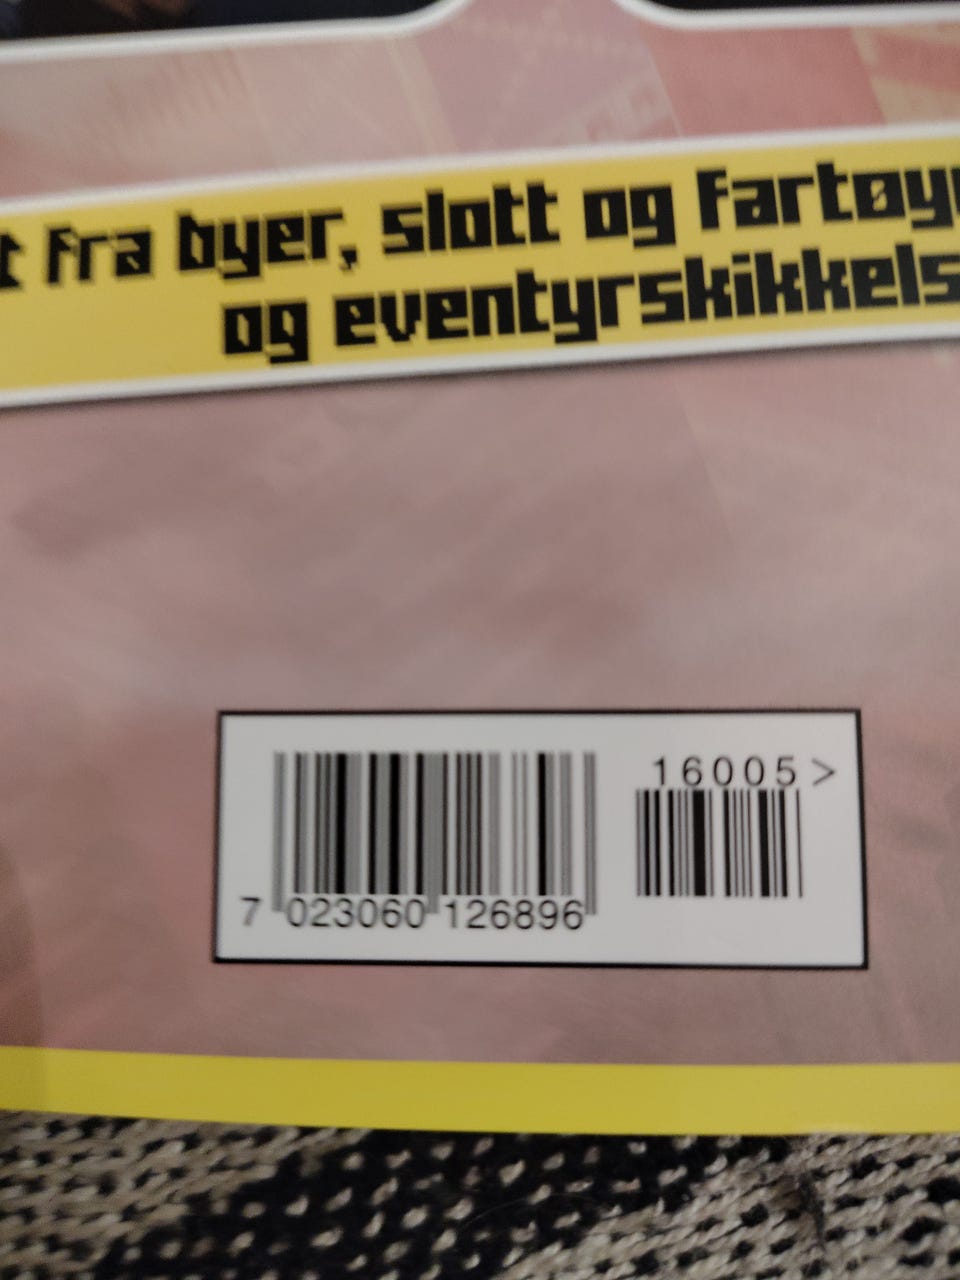 fra byer, slott og
og
16005 >
7 023060 126896